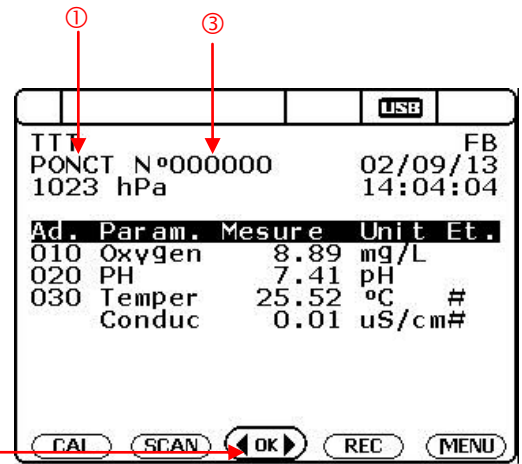 ① ③
USB
TTT FB
PONCT Nº000000 02/09/13
1023 hPa 14:04:04
Ad. Param. Mesure Unit Et.
010 Oxygen 8.89 mg/L
020 PH 7.41 pH
030 Temper 25.52 ºC #
Conduc 0.01 uS/cm#
CAL SCAN ◀OK▶ REC MENU